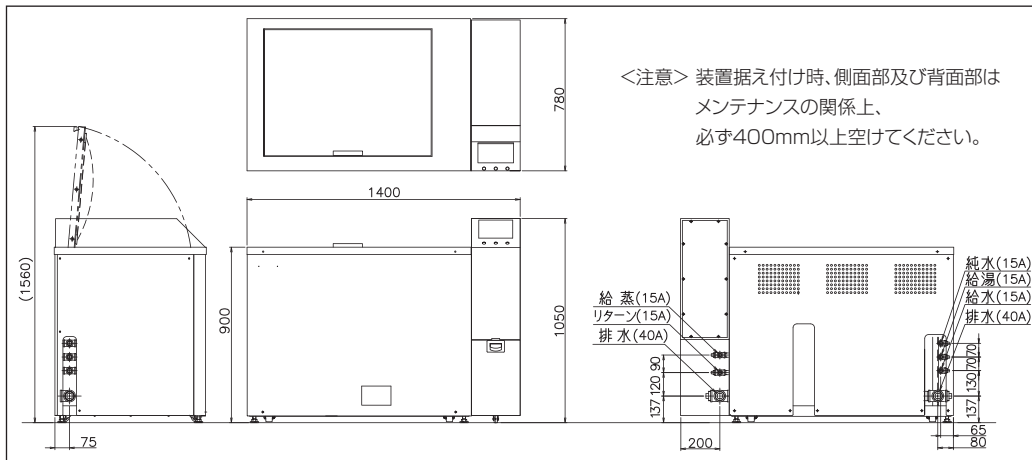 780
<注意> 装置据え付け時、側面部及び背面部は
メンテナンスの関係上、
必ず400mm以上空けてください。
1400
(1560)
900
1050
75
給 蒸(15A)
リターン(15A)
排 水(40A)
90
120
137
200
純水(15A)
給湯(15A)
給水(15A)
排水(40A)
70
70
130
137
65
80